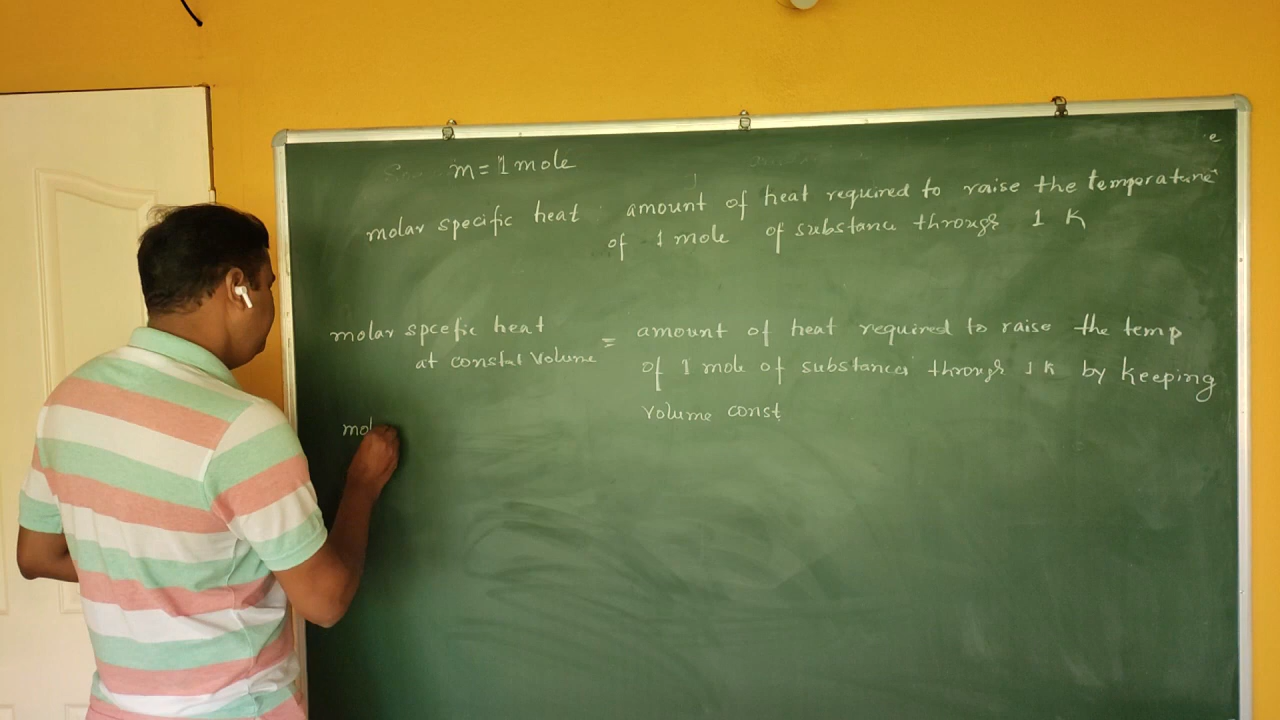 m = 1 mole
molar specific heat amount of heat required to raise the temperature
of 1 mole of substance through 1 K
molar spcefic heat = amount of heat required to raise the temp
at constat volume of 1 mole of substances through 1 K by keeping
volume const
mol